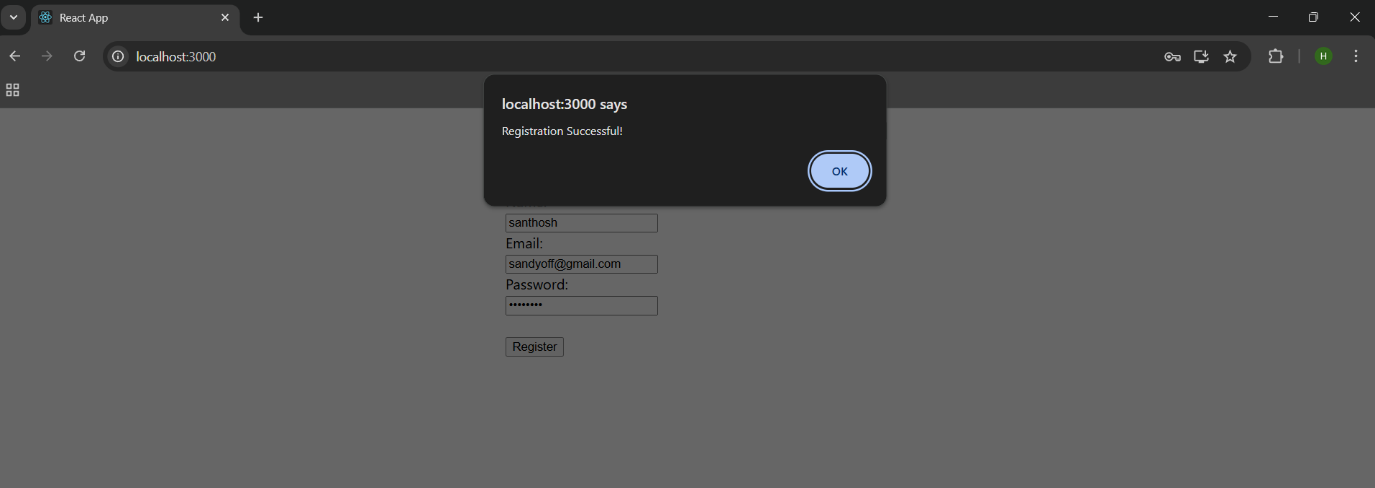 React App
localhost:3000
H
localhost:3000 says
Registration Successful!
OK
santhosh
Email:
sandyoff@gmail.com
Password:
••••••••
Register